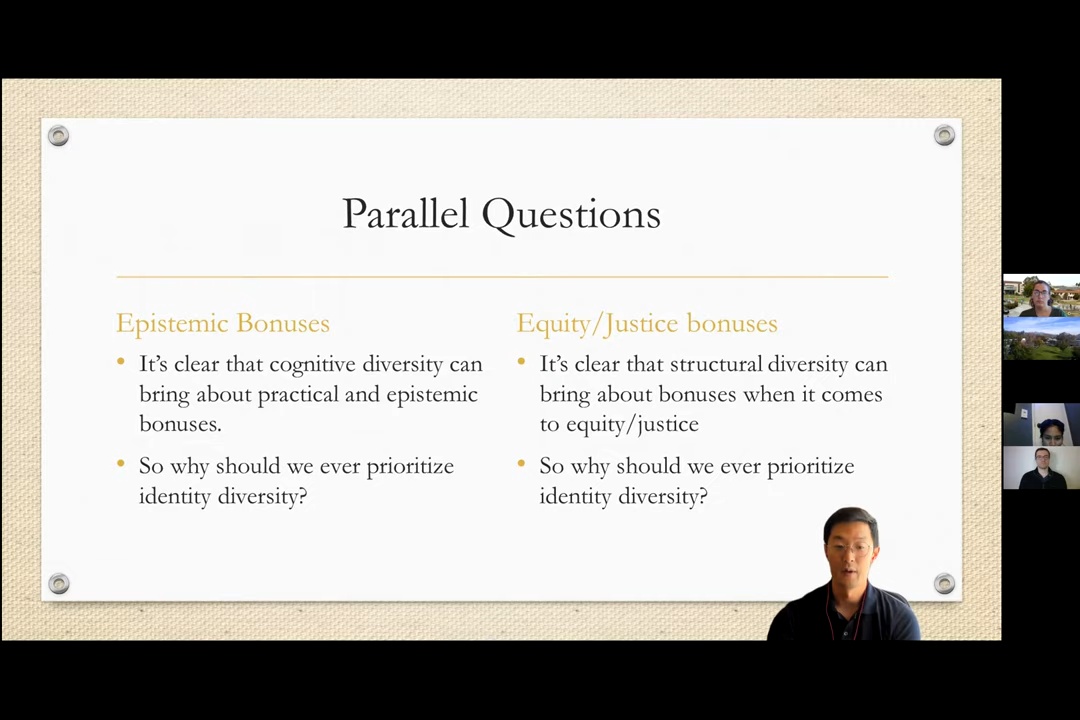 Parallel Questions
Epistemic Bonuses
• It’s clear that cognitive diversity can
bring about practical and epistemic
bonuses.
• So why should we ever prioritize
identity diversity?
Equity/Justice bonuses
• It’s clear that structural diversity can
bring about bonuses when it comes
to equity/justice
• So why should we ever prioritize
identity diversity?